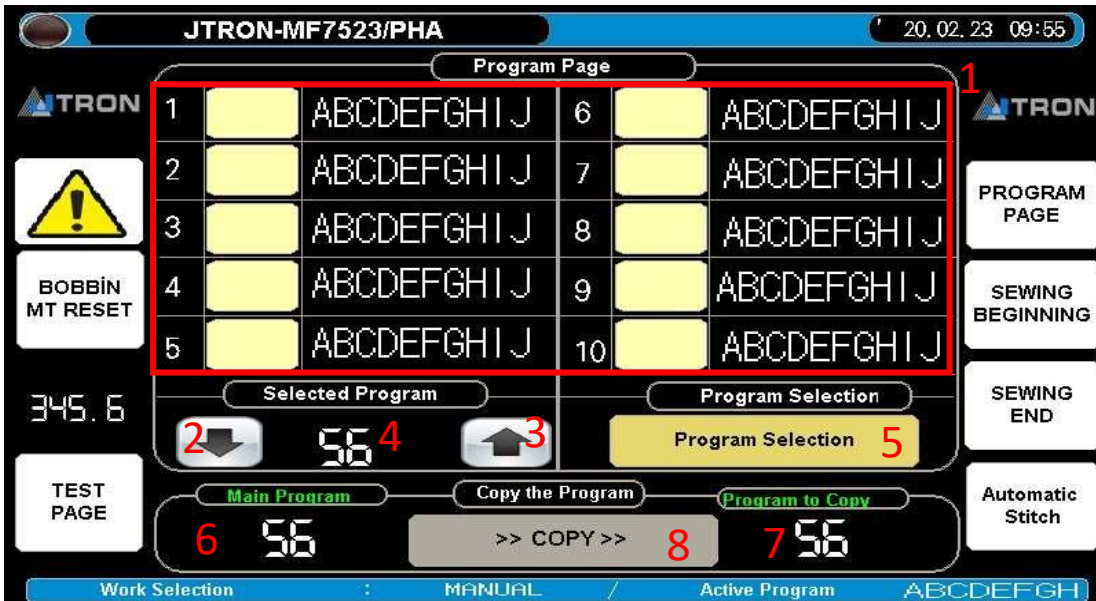 JTRON-MF7523/PHA
20.02.23 09:55
Program Page
1
TRON
TRON
1 ABCDEFGHIJ 6 ABCDEFGHIJ
2 ABCDEFGHIJ 7 ABCDEFGHIJ
3 ABCDEFGHIJ 8 ABCDEFGHIJ
4 ABCDEFGHIJ 9 ABCDEFGHIJ
5 ABCDEFGHIJ 10 ABCDEFGHIJ
BOBBİN
MT RESET
345.6
TEST
PAGE
PROGRAM
PAGE
SEWING
BEGINNING
SEWING
END
Automatic
Stitch
Selected Program
2 56 4 3
Program Selection
Program Selection 5
Main Program
Copy the Program
Program to Copy
6 56 >> COPY >> 8 7 56
Work Selection : MANUAL / Active Program ABCDEFGH